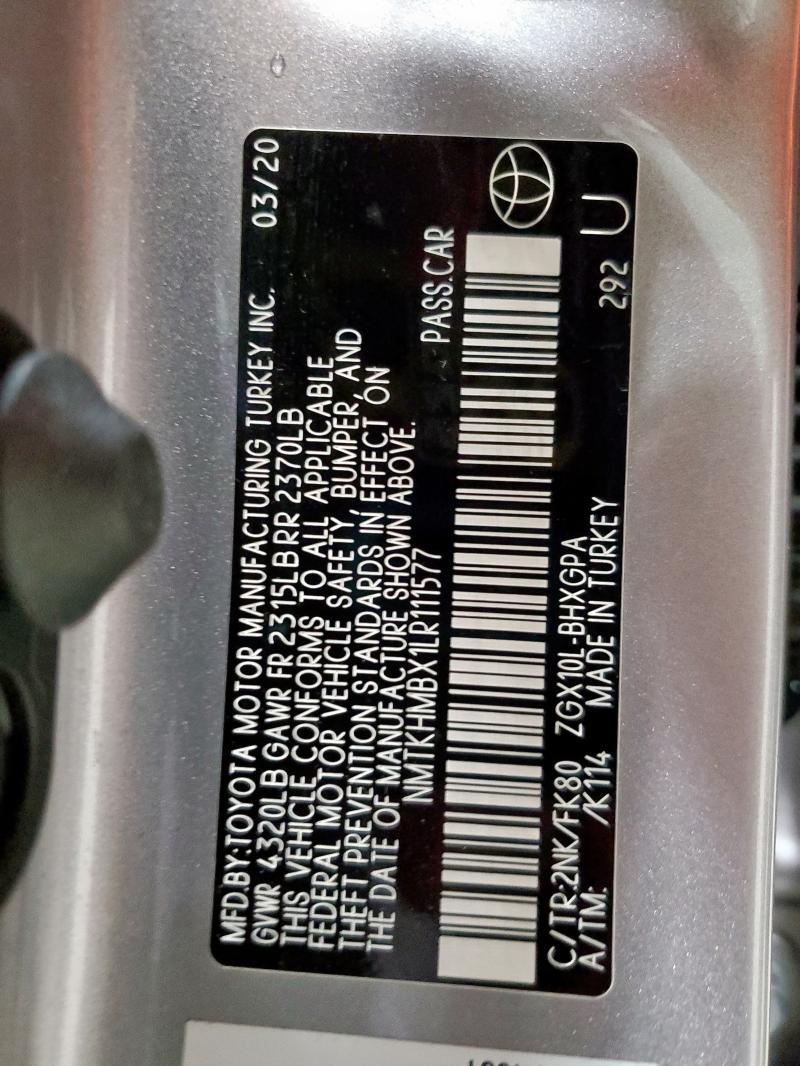 MFD.BY:TOYOTA MOTOR MANUFACTURING TURKEY INC. 03/20
GVWR 4320LB GAWR FR 2315LB RR 2370LB
THIS VEHICLE CONFORMS TO ALL APPLICABLE
FEDERAL MOTOR VEHICLE SAFETY, BUMPER, AND
THEFT PREVENTION STANDARDS IN EFFECT ON
THE DATE OF MANUFACTURE SHOWN ABOVE.
NMTKHMBX1LR111577 PASS.CAR
C/TR:2NK/FK80 ZGX10L-BHXGPA 292
A/TM: /K114 MADE IN TURKEY U